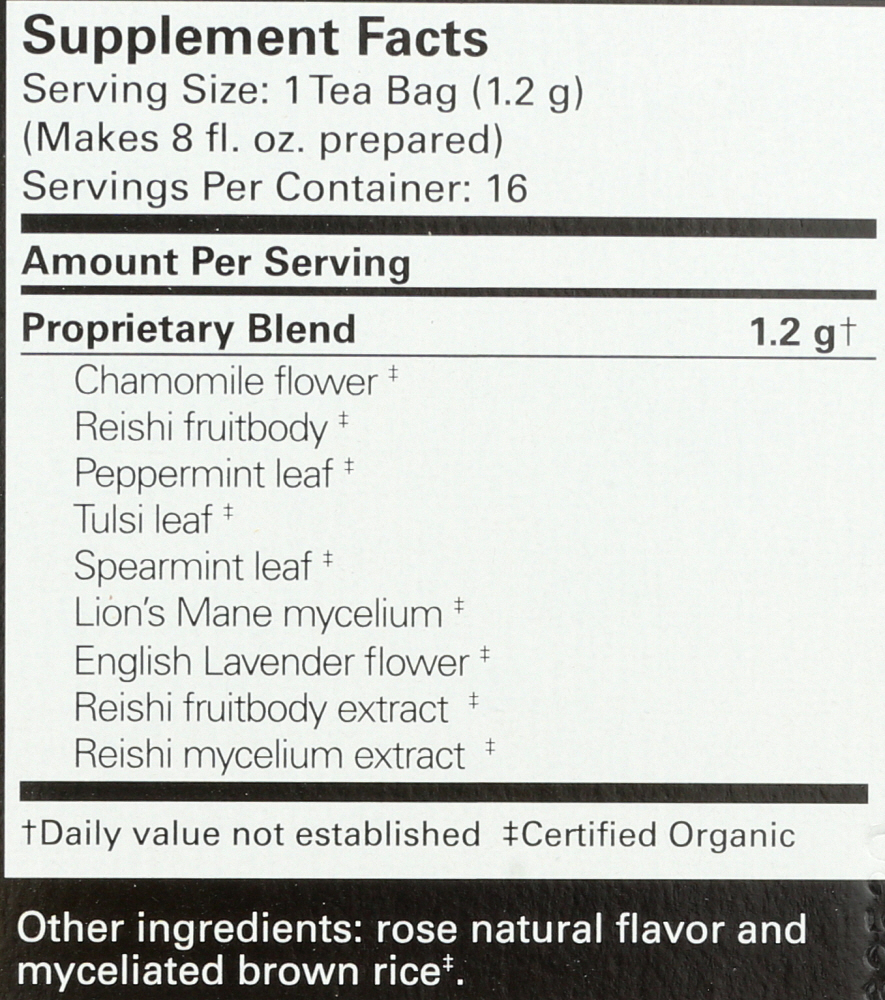 Supplement Facts
Serving Size: 1 Tea Bag (1.2 g)
(Makes 8 fl. oz. prepared)
Servings Per Container: 16
Amount Per Serving
Proprietary Blend 1.2 g†
Chamomile flower ‡
Reishi fruitbody ‡
Peppermint leaf ‡
Tulsi leaf ‡
Spearmint leaf ‡
Lion's Mane mycelium ‡
English Lavender flower ‡
Reishi fruitbody extract ‡
Reishi mycelium extract ‡
†Daily value not established ‡Certified Organic
Other ingredients: rose natural flavor and
myceliated brown rice‡.